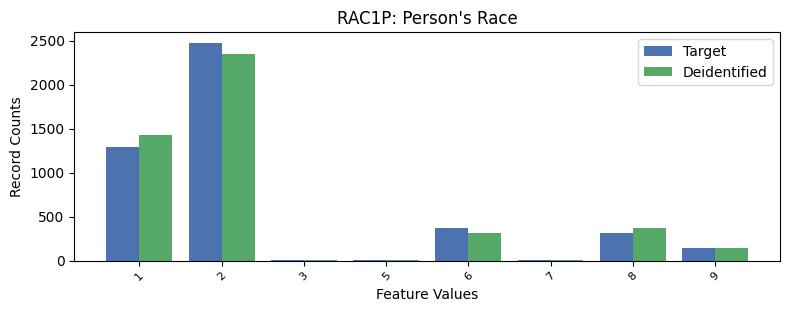 RAC1P: Person's Race
Record Counts
2500
2000
1500
1000
500
0
Target
Deidentified
1 2 3 5 6 7 8 9
Feature Values